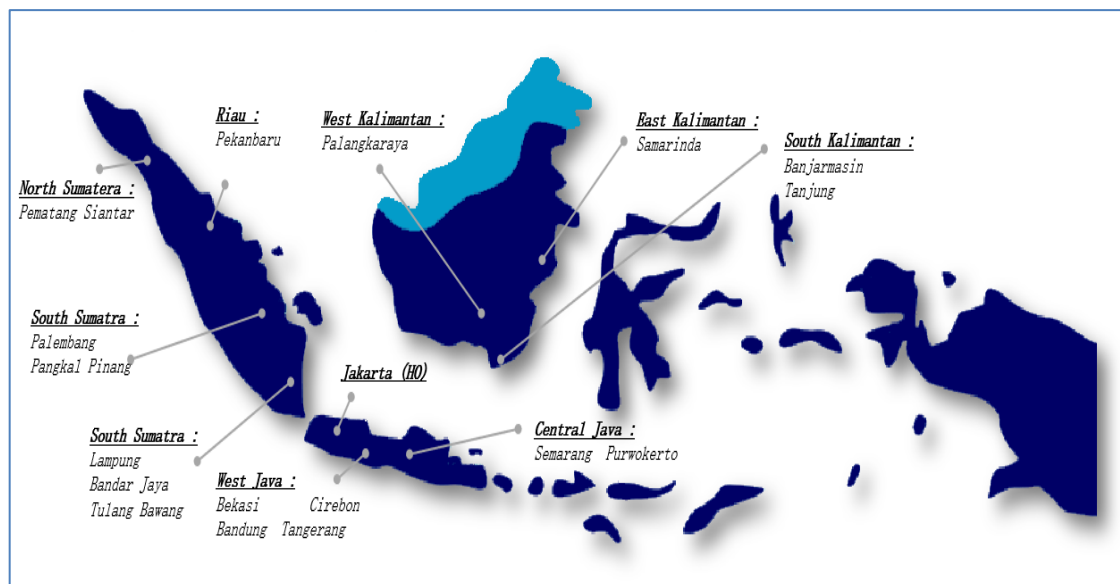 Riau :
Pekanbaru
West Kalimantan :
Palangkaraya
East Kalimantan :
Samarinda
South Kalimantan :
Banjarmasin
Tanjung
North Sumatera :
Pematang Siantar
South Sumatra :
Palembang
Pangkal Pinang
Jakarta (HO)
South Sumatra :
Lampung
Bandar Jaya
Tulang Bawang
West Java :
Bekasi Cirebon
Bandung Tangerang
Central Java :
Semarang Purwokerto